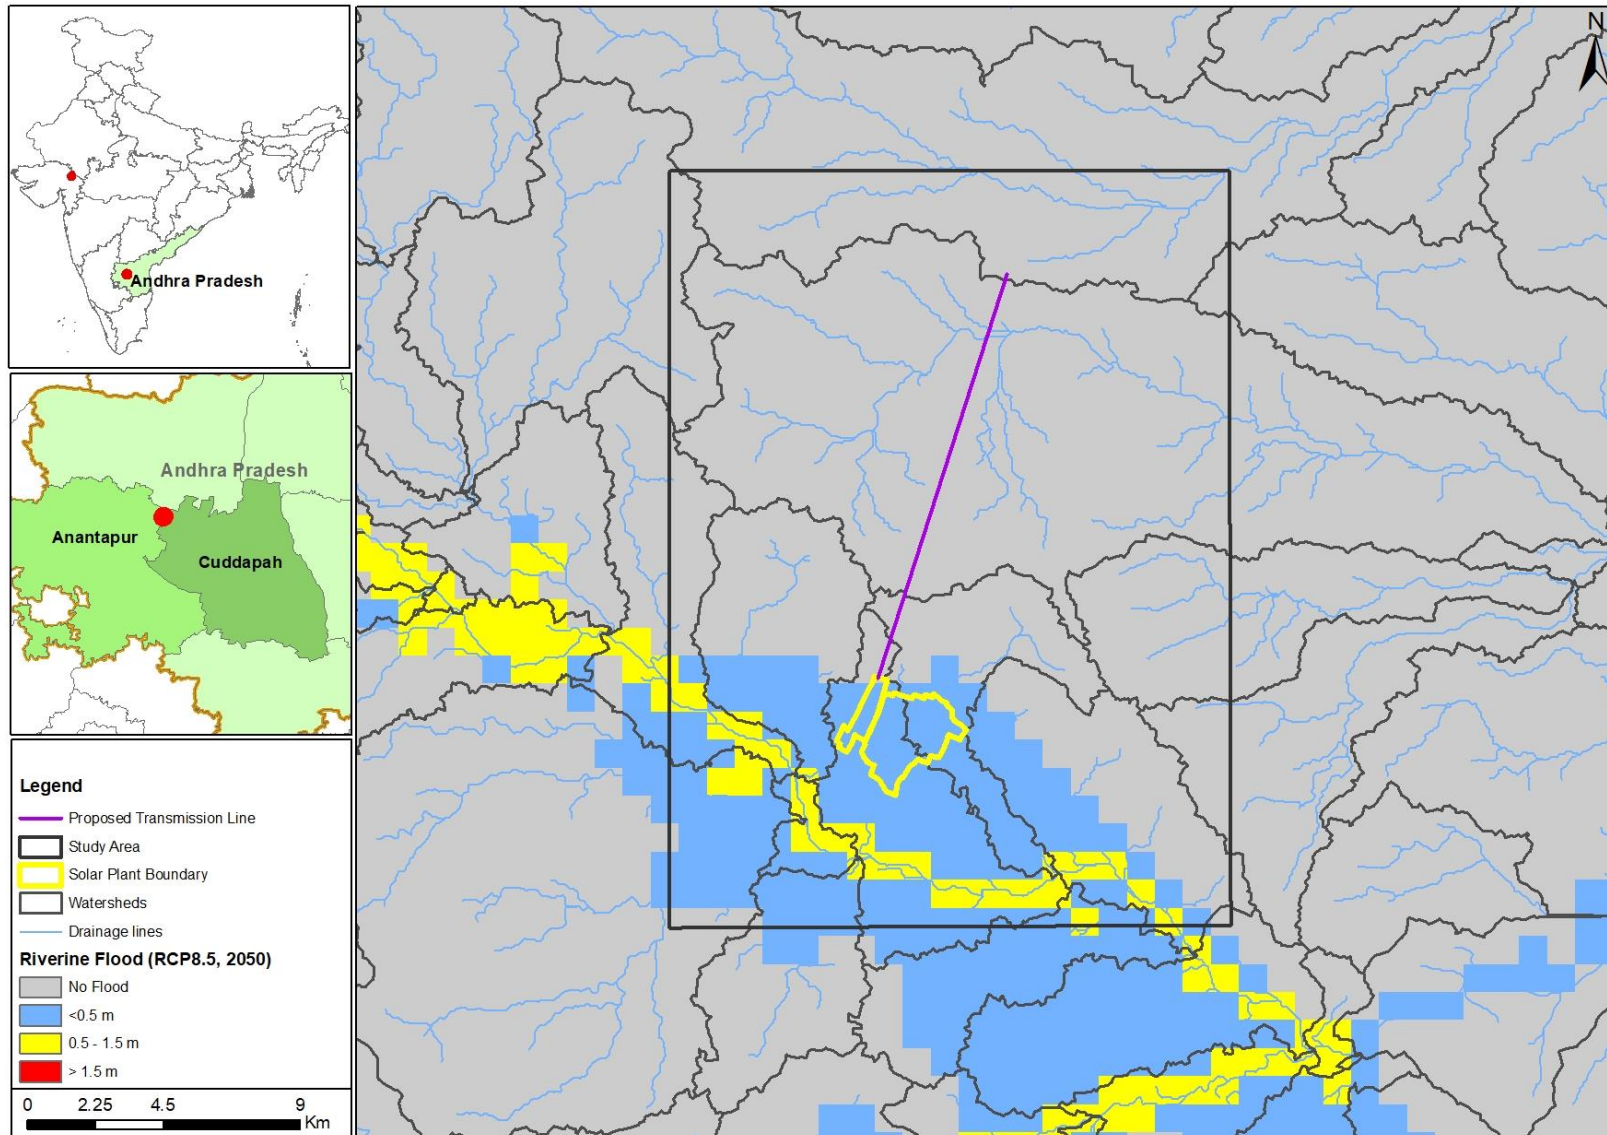 N
Andhra Pradesh
Andhra Pradesh
Anantapur
Cuddapah
Legend
Proposed Transmission Line
Study Area
Solar Plant Boundary
Watersheds
Drainage lines
Riverine Flood (RCP8.5, 2050)
No Flood
<0.5 m
0.5 - 1.5 m
> 1.5 m
0 2.25 4.5 9
Km